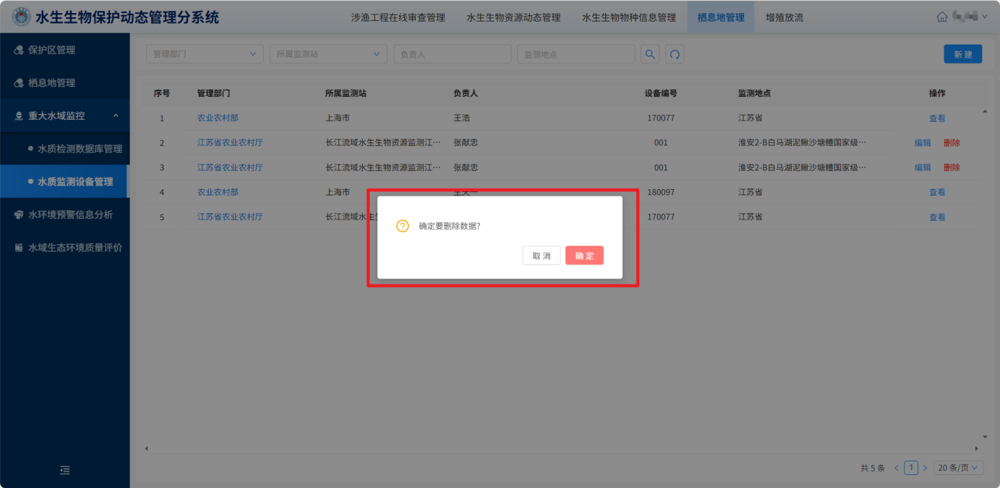 水生生物保护动态管理分系统
涉渔工程在线审查管理 水生生物资源动态管理 水生生物物种信息管理 栖息地管理 增殖放流
保护区管理
栖息地管理
重大水域监控
水质检测数据库管理
水质监测设备管理
水环境预警信息分析
水域生态环境质量评价
管理部门 所属监测站 负责人 监测地点 新 建
序号 管理部门 所属监测站 负责人 设备编号 监测地点 操作
1 农业农村部 上海市 王浩 170077 江苏省 查看
2 江苏省农业农村厅 长江流域水生生物资源监测江… 张献忠 001 淮安2-B白马湖泥鳅沙塘鳢国家级… 编辑 删除
3 江苏省农业农村厅 长江流域水生生物资源监测江… 张献忠 001 淮安2-B白马湖泥鳅沙塘鳢国家级… 编辑 删除
4 农业农村部 上海市 180097 江苏省 查看
5 江苏省农业农村厅 长江流域水生 170077 江苏省 查看
确定要删除数据?
取 消 确 定
共 5 条 < 1 > 20 条/页